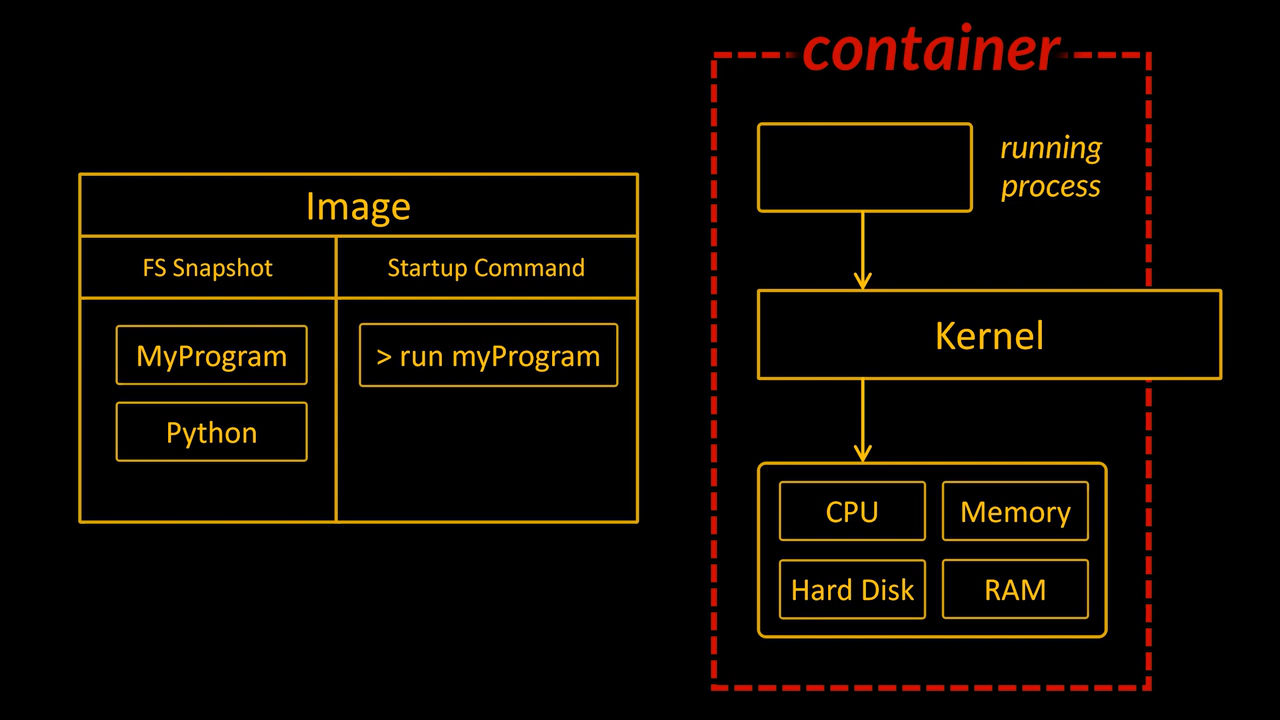 container
running
process
Image
FS Snapshot
Startup Command
MyProgram
> run myProgram
Python
Kernel
CPU
Memory
Hard Disk
RAM